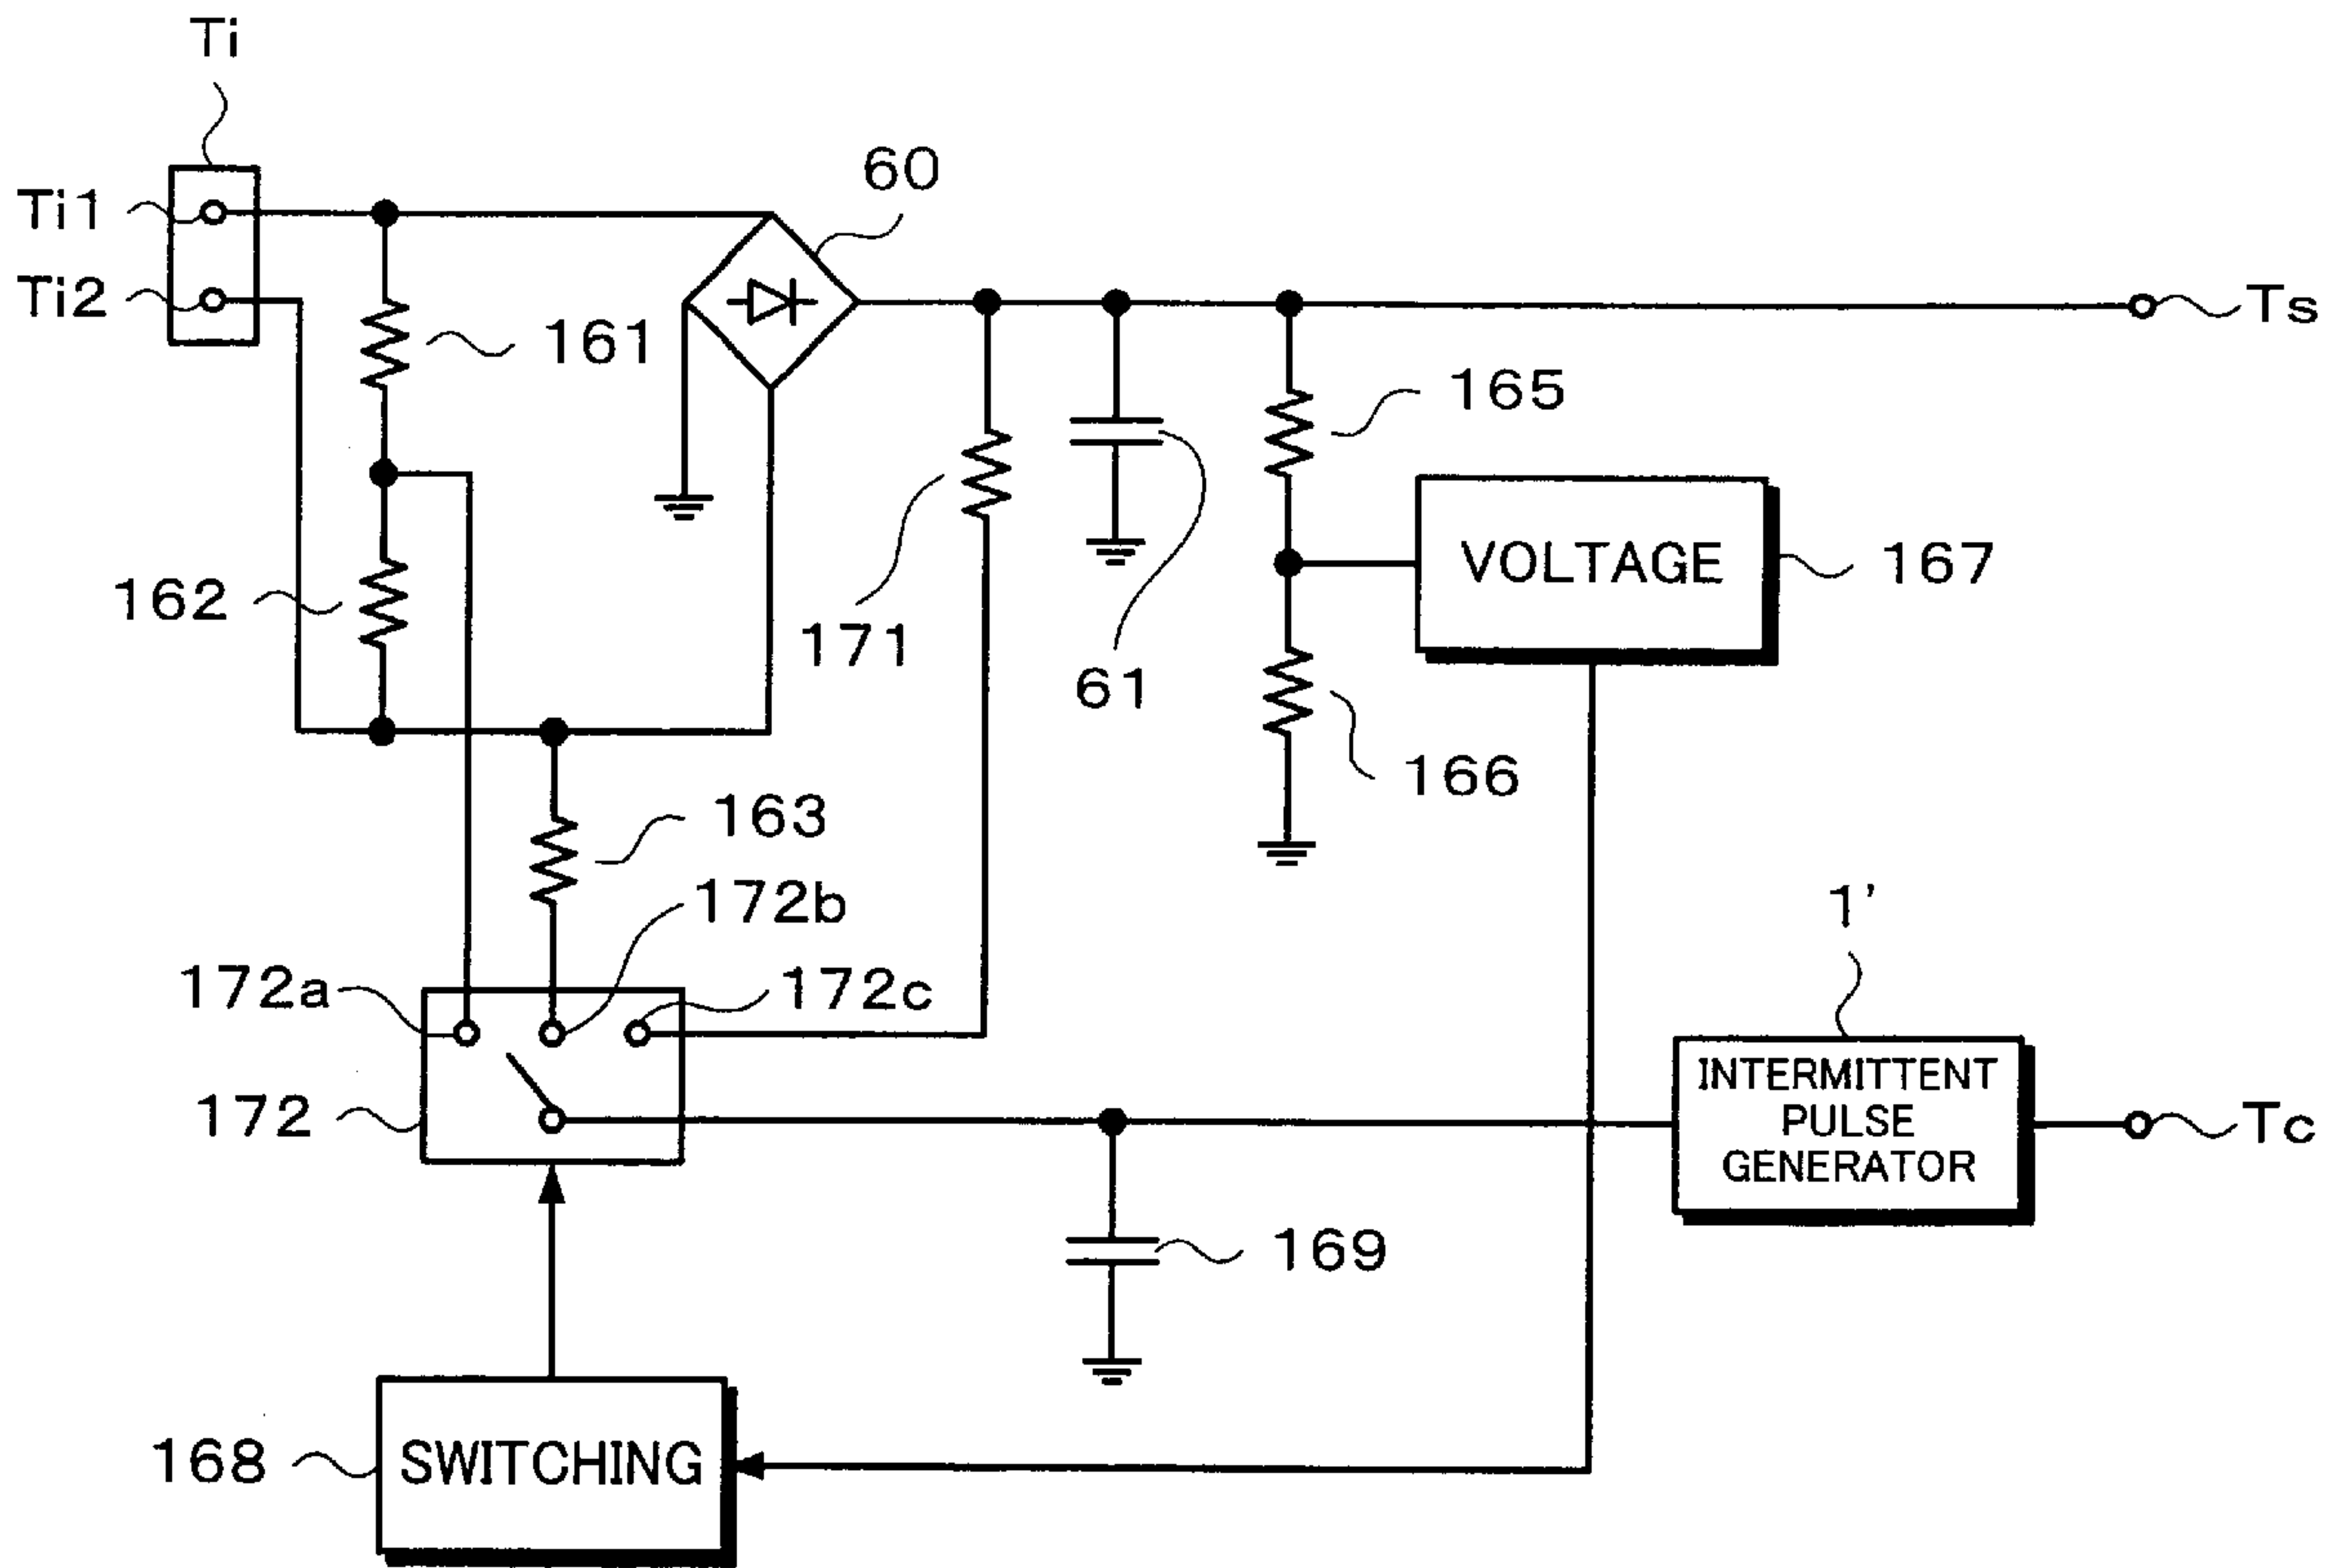 Ti
60
Ti1
Ti2
Ts
161
165
VOLTAGE
167
162
171
61
166
163
172b
1'
172a
172c
172
INTERMITTENT
PULSE
GENERATOR
Tc
169
168
SWITCHING